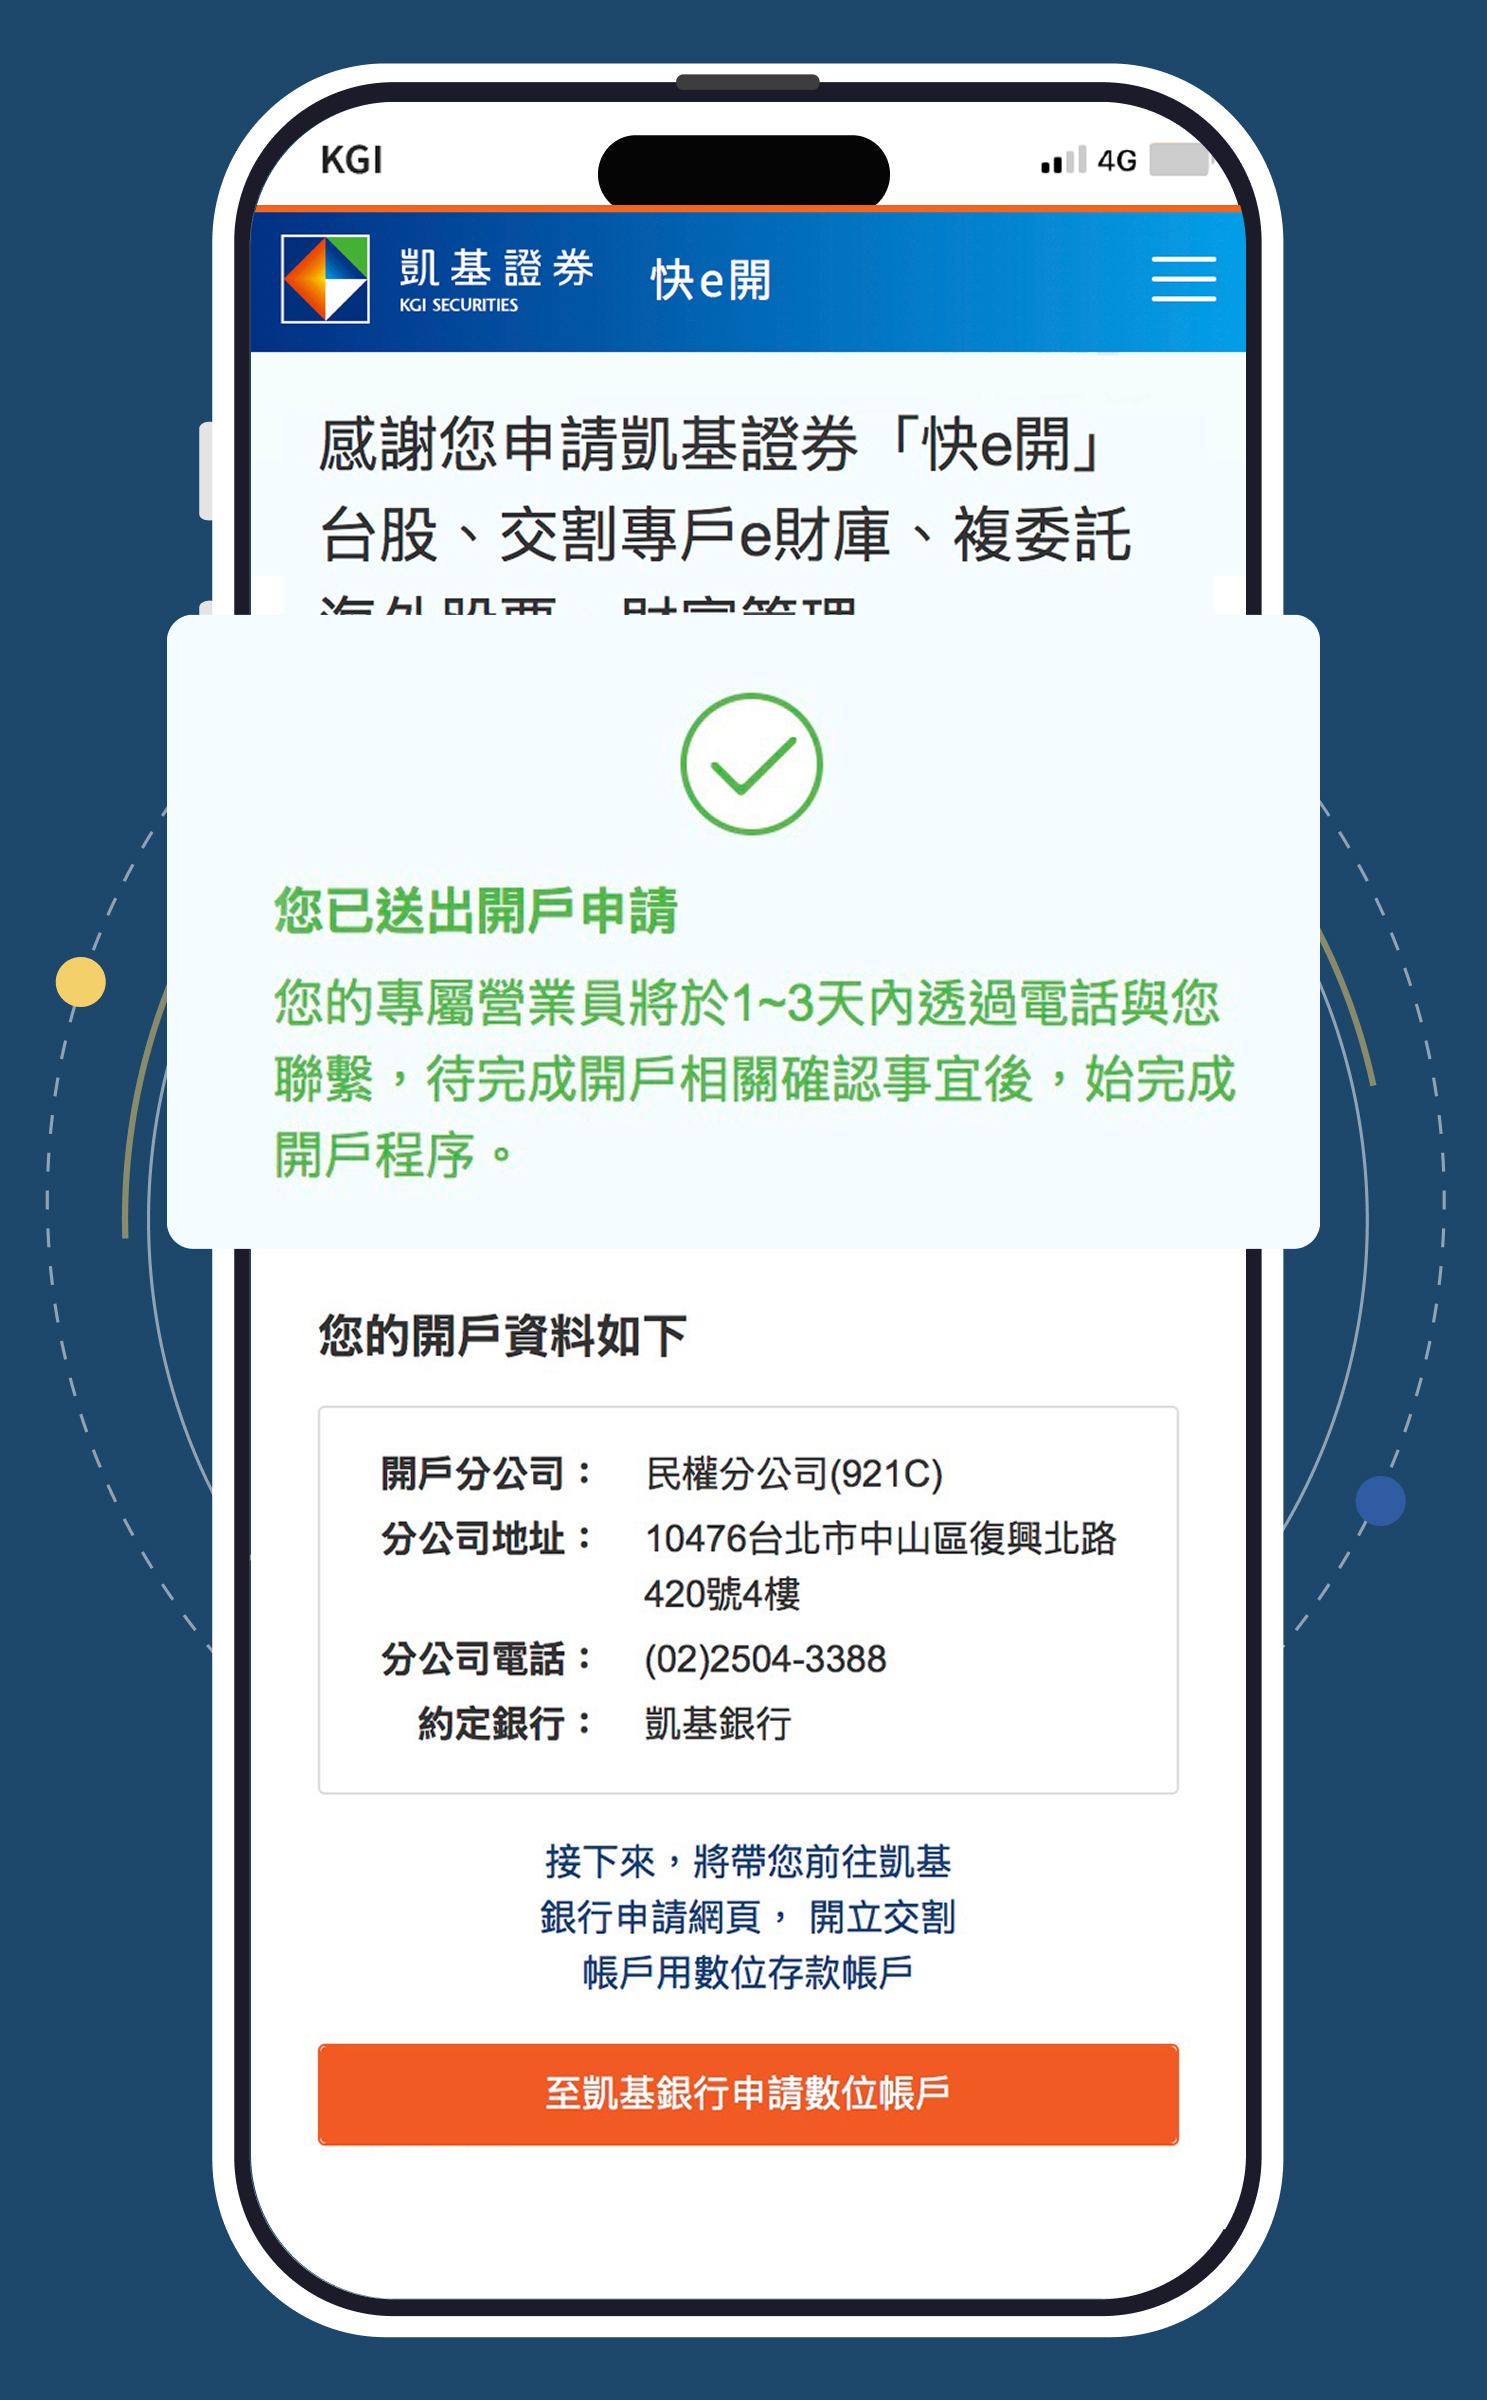 KGI
4G
凱基證券 快e開
KGI SECURITIES
感謝您申請凱基證券「快e開」
台股、交割專戶e財庫、複委託
海外股票、財富管理
您已送出開戶申請
您的專屬營業員將於1~3天內透過電話與您
聯繫，待完成開戶相關確認事宜後，始完成
開戶程序。
您的開戶資料如下
開戶分公司： 民權分公司(921C)
分公司地址： 10476台北市中山區復興北路
420號4樓
分公司電話： (02)2504-3388
約定銀行： 凱基銀行
接下來，將帶您前往凱基
銀行申請網頁， 開立交割
帳戶用數位存款帳戶
至凱基銀行申請數位帳戶